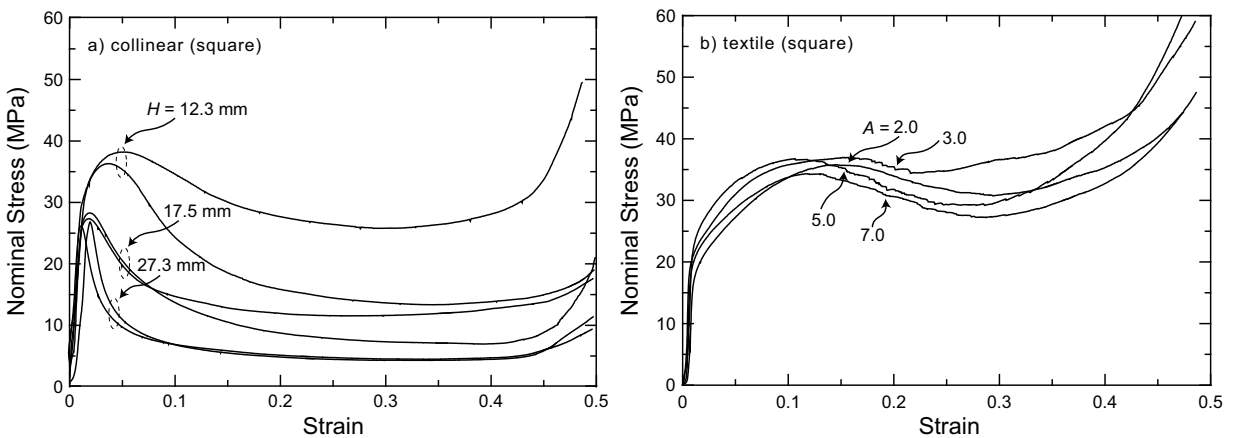 60
50
40
30
20
10
0
Nominal Stress (MPa)
a) collinear (square)
H = 12.3 mm
17.5 mm
27.3 mm
0
0.1
0.2
0.3
0.4
0.5
Strain
60
50
40
30
20
10
0
Nominal Stress (MPa)
b) textile (square)
A = 2.0
3.0
5.0
7.0
0
0.1
0.2
0.3
0.4
0.5
Strain